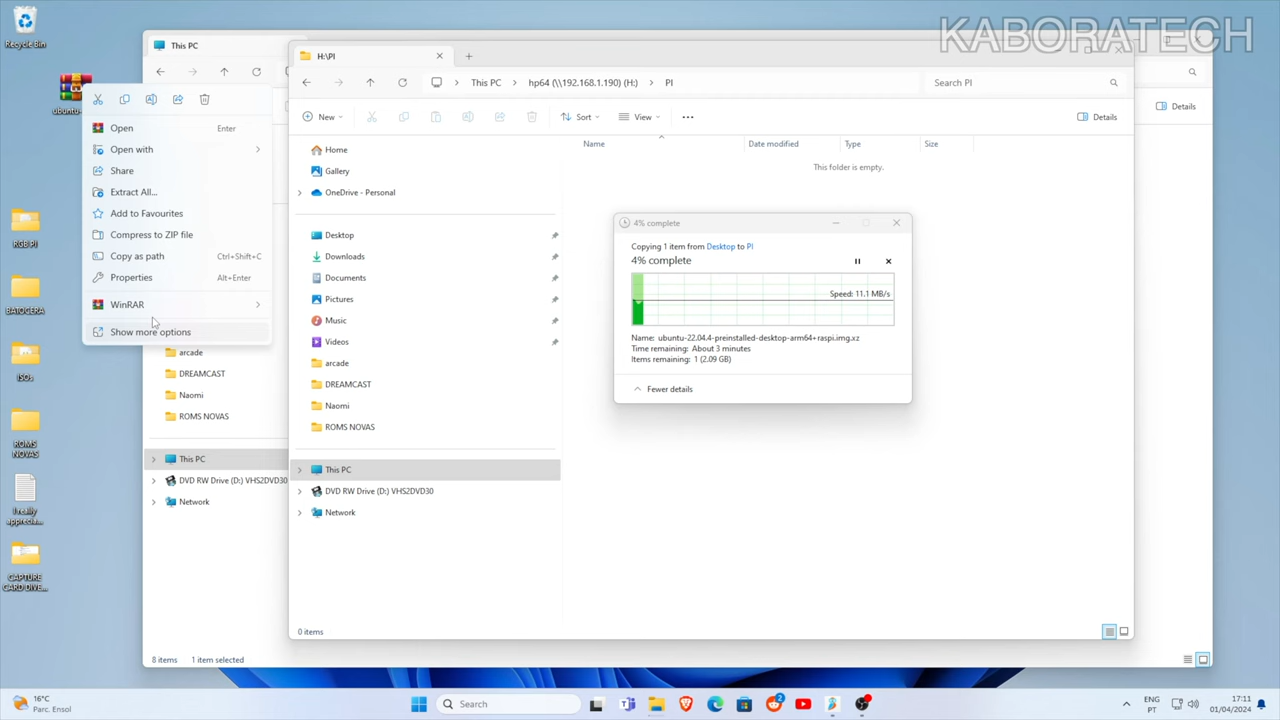 KABORATECH
Recycle Bin
ubuntu-
RGB PI
BATOCERA
ISOs
ROMS
NOVAS
I really
apprecia...
CAPTURE
CARD DIVE...
This PC
Details
Open Enter
Open with
Share
Extract All...
Add to Favourites
Compress to ZIP file
Copy as path Ctrl+Shift+C
Properties Alt+Enter
WinRAR
Show more options
arcade
DREAMCAST
Naomi
ROMS NOVAS
This PC
DVD RW Drive (D:) VHS2DVD30
Network
8 items 1 item selected
H:\PI
This PC > hp64 (\\192.168.1.190) (H:) > PI
Search PI
New Sort View ... Details
Home
Gallery
OneDrive - Personal
Desktop
Downloads
Documents
Pictures
Music
Videos
arcade
DREAMCAST
Naomi
ROMS NOVAS
This PC
DVD RW Drive (D:) VHS2DVD30
Network
Name Date modified Type Size
This folder is empty.
0 items
4% complete
Copying 1 item from Desktop to PI
4% complete
Speed: 11.1 MB/s
Name: ubuntu-22.04.4-preinstalled-desktop-arm64+raspi.img.xz
Time remaining: About 3 minutes
Items remaining: 1 (2.09 GB)
Fewer details
16°C
Parc. Ensol
Search
2
ENG
PT
17:11
01/04/2024